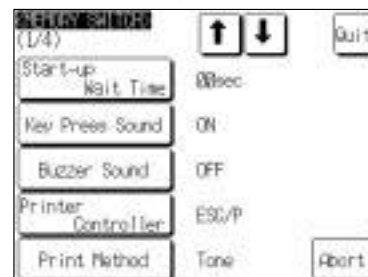 (MEMORY SWITCH)
(1/4)
↑ ↓ Quit
Start-up
Wait Time 00sec
Key Press Sound ON
Buzzer Sound OFF
Printer
Controller ESC/P
Print Method Tone
Abort